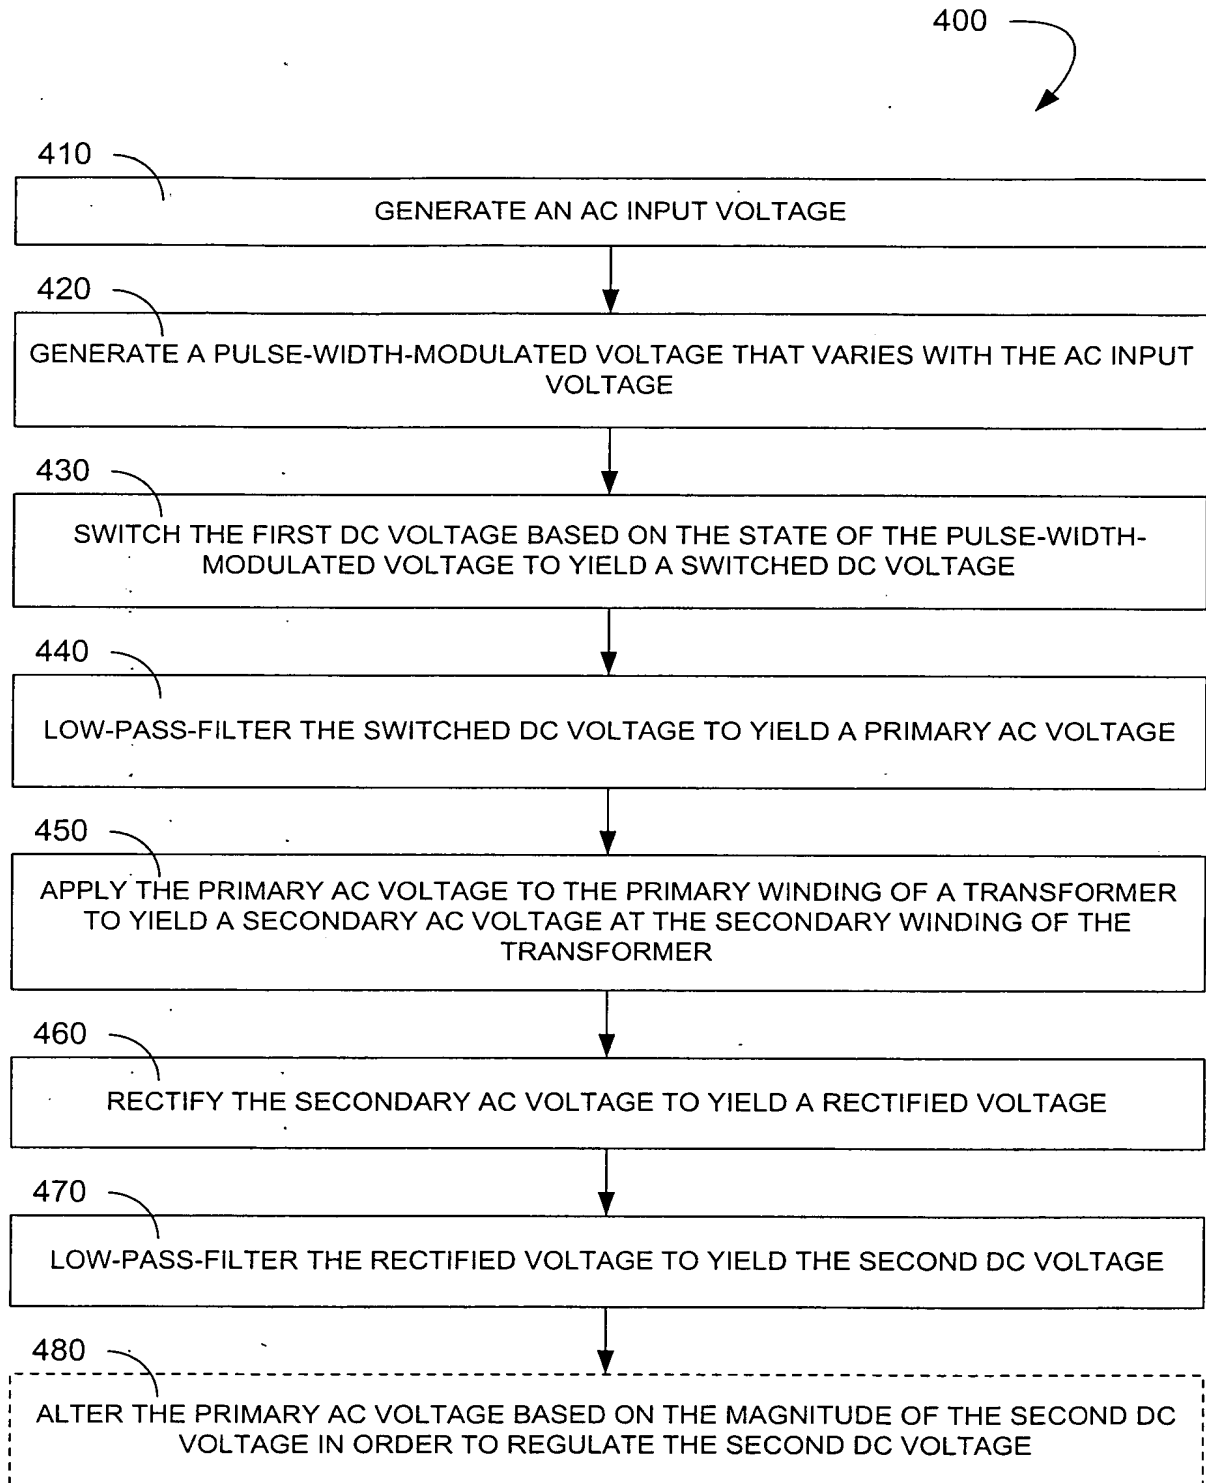 400
410
GENERATE AN AC INPUT VOLTAGE
420
GENERATE A PULSE-WIDTH-MODULATED VOLTAGE THAT VARIES WITH THE AC INPUT
VOLTAGE
430
SWITCH THE FIRST DC VOLTAGE BASED ON THE STATE OF THE PULSE-WIDTH-
MODULATED VOLTAGE TO YIELD A SWITCHED DC VOLTAGE
440
LOW-PASS-FILTER THE SWITCHED DC VOLTAGE TO YIELD A PRIMARY AC VOLTAGE
450
APPLY THE PRIMARY AC VOLTAGE TO THE PRIMARY WINDING OF A TRANSFORMER
TO YIELD A SECONDARY AC VOLTAGE AT THE SECONDARY WINDING OF THE
TRANSFORMER
460
RECTIFY THE SECONDARY AC VOLTAGE TO YIELD A RECTIFIED VOLTAGE
470
LOW-PASS-FILTER THE RECTIFIED VOLTAGE TO YIELD THE SECOND DC VOLTAGE
480
ALTER THE PRIMARY AC VOLTAGE BASED ON THE MAGNITUDE OF THE SECOND DC
VOLTAGE IN ORDER TO REGULATE THE SECOND DC VOLTAGE